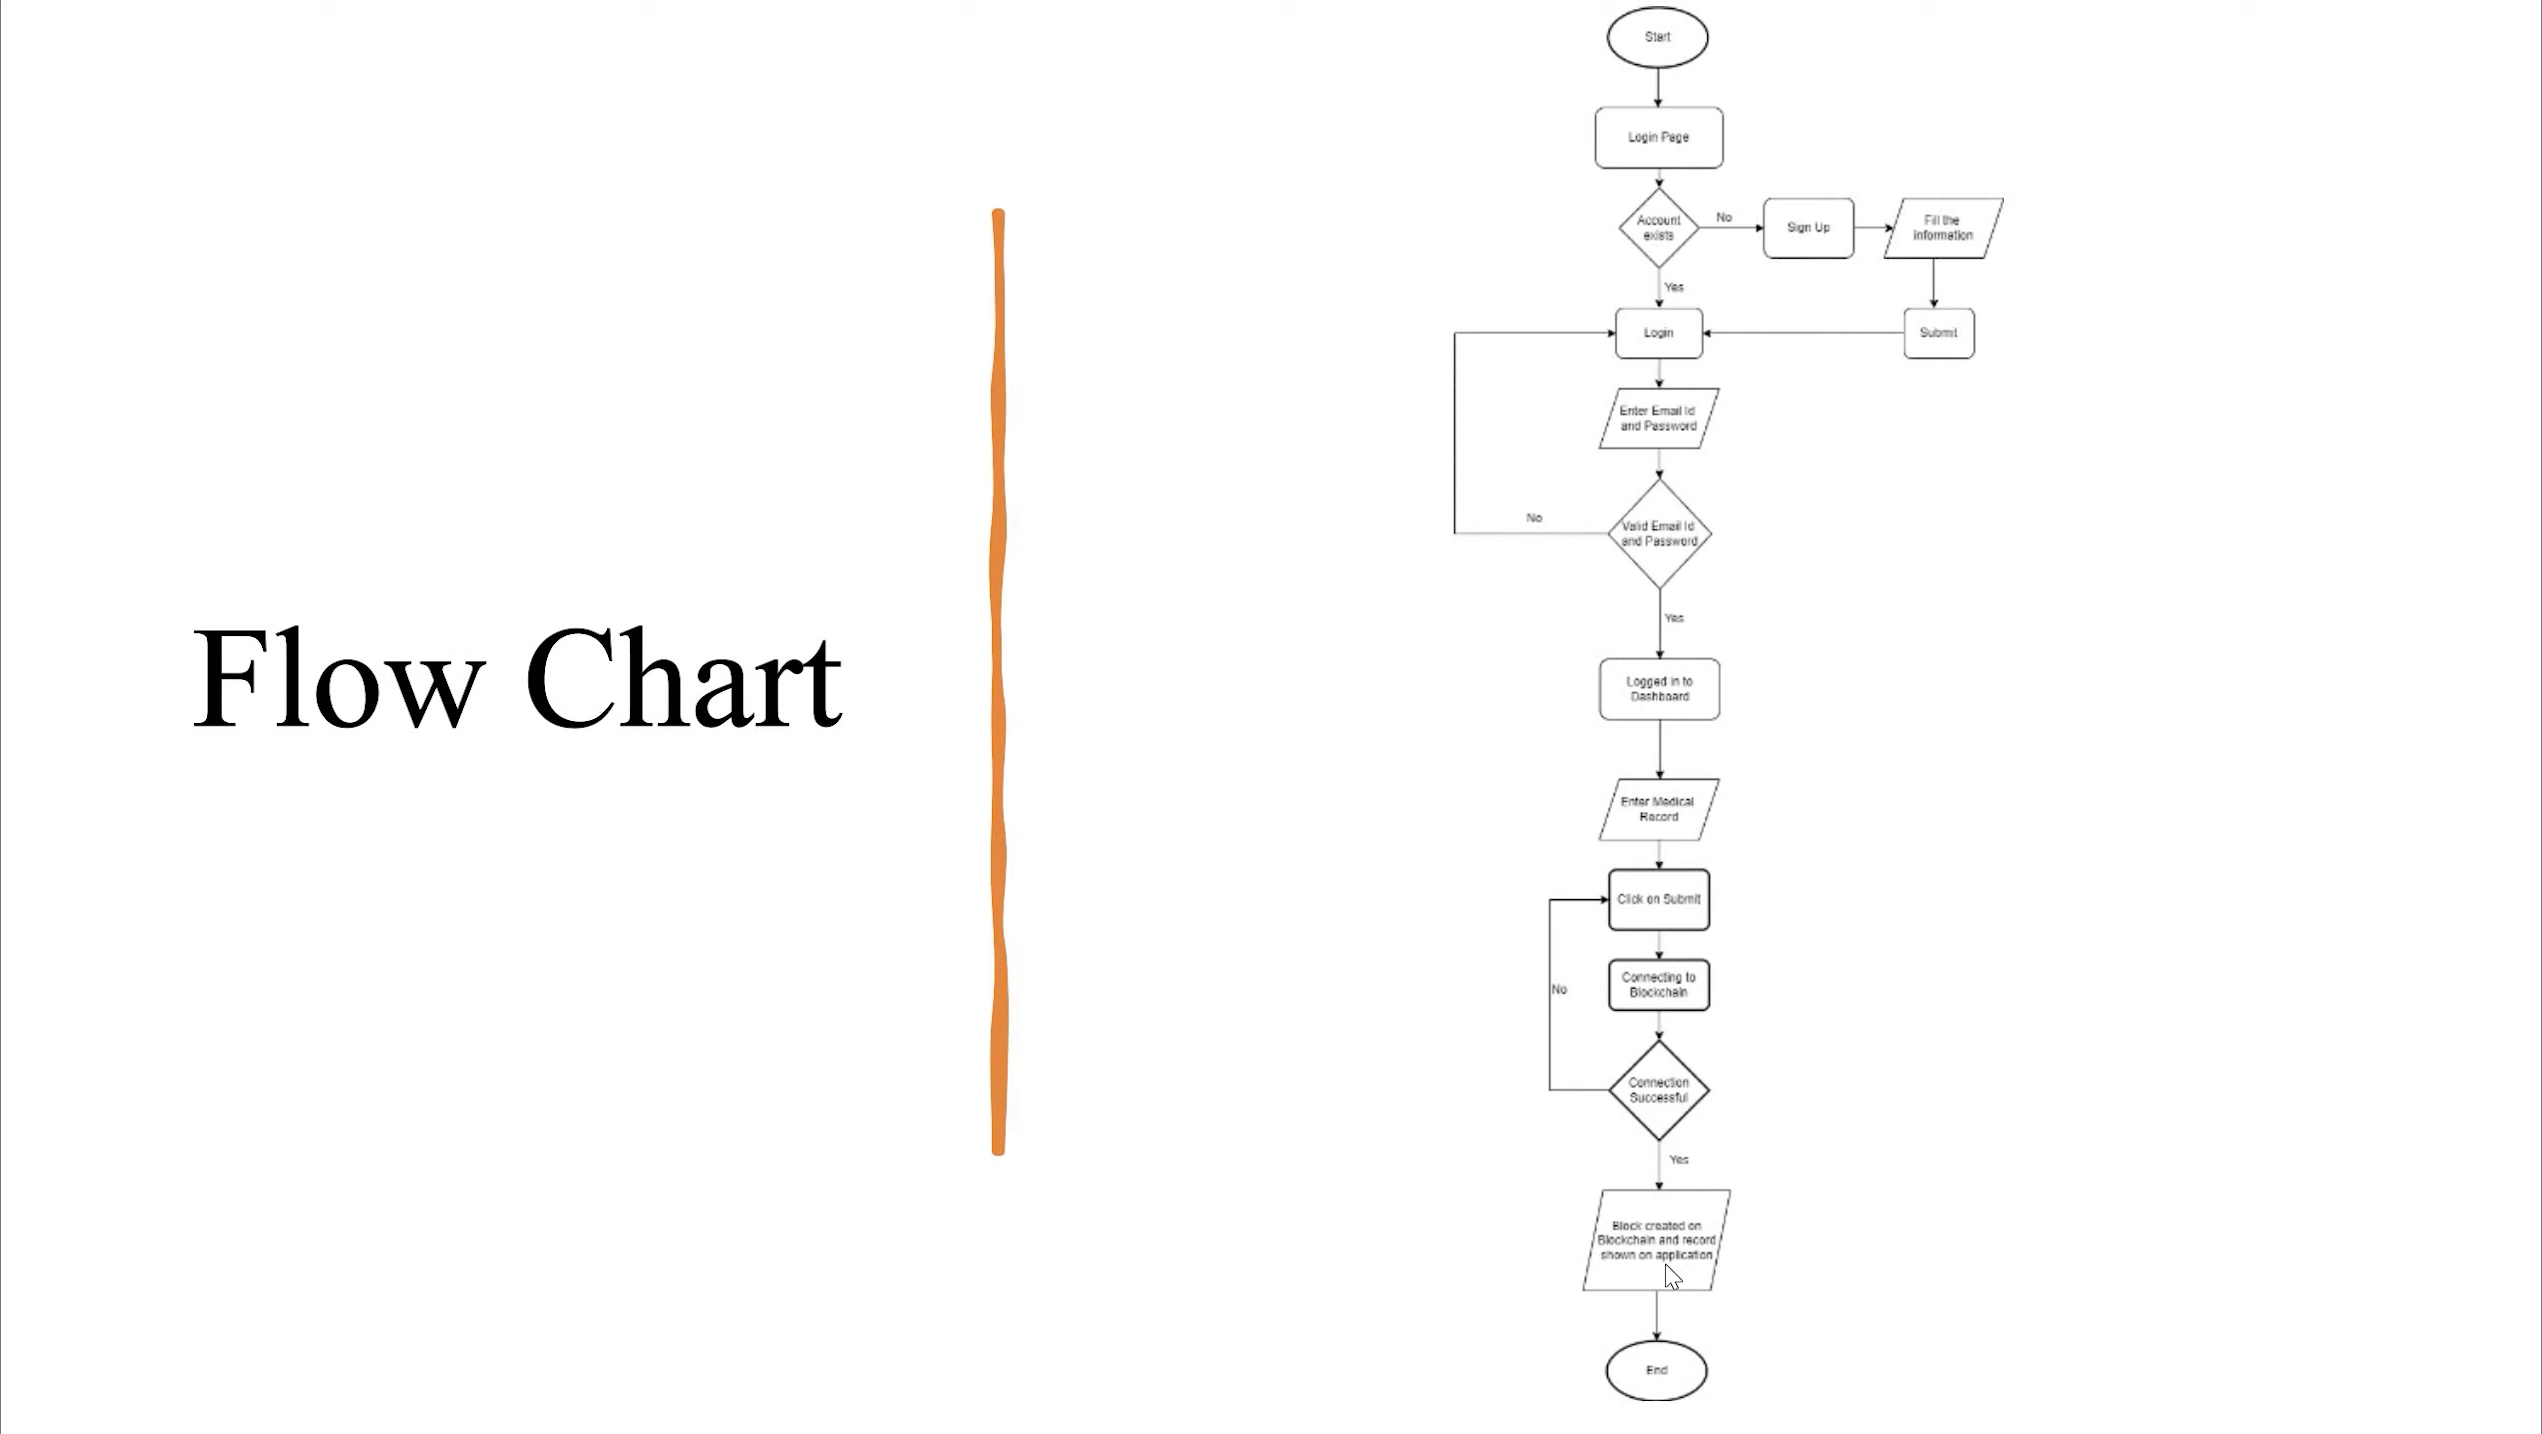 Flow Chart
Start
Login Page
Account
exists
No
Sign Up
Fill the
information
Yes
Login
Submit
Enter Email Id
and Password
Valid Email Id
and Password
No
Yes
Logged in to
Dashboard
Enter Medical
Record
Click on Submit
Connecting to
Blockchain
No
Connection
Successful
Yes
Block created on
Blockchain and record
shown on application
End